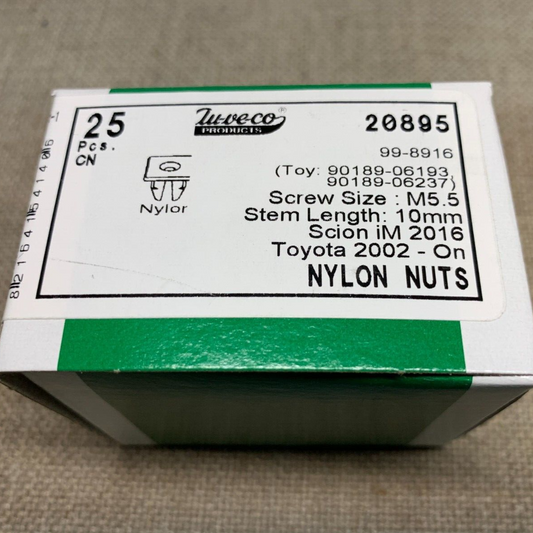 25
Pcs.
CN
Au-ve-co®
PRODUCTS
20895
99-8916
(Toy: 90189-06193,
90189-06237)
Screw Size : M5.5
Stem Length: 10mm
Scion iM 2016
Toyota 2002 - On
NYLON NUTS
Nylor